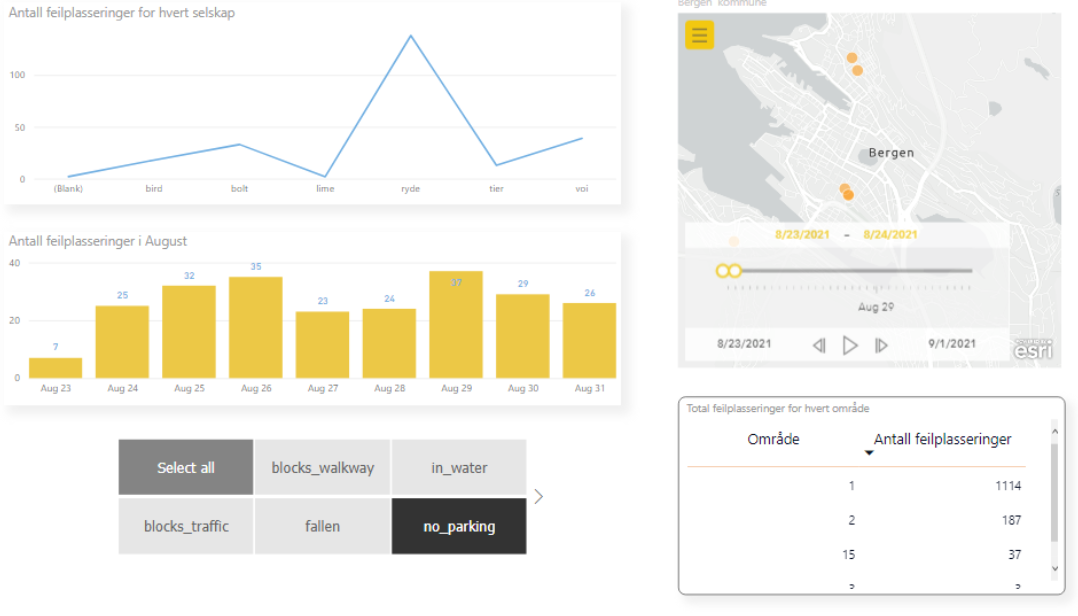 Antall feilplasseringer for hvert selskap
100
50
0
(Blank) bird bolt lime ryde tier voi
Antall feilplasseringer i August
40
20
0
7 25 32 35 23 24 37 29 26
Aug 23 Aug 24 Aug 25 Aug 26 Aug 27 Aug 28 Aug 29 Aug 30 Aug 31
Select all blocks_walkway in_water
blocks_traffic fallen no_parking
Bergen kommune
Bergen
8/23/2021 - 8/24/2021
Aug 29
8/23/2021 9/1/2021
esri
Total feilplasseringer for hvert område
Område Antall feilplasseringer
1 1114
2 187
15 37